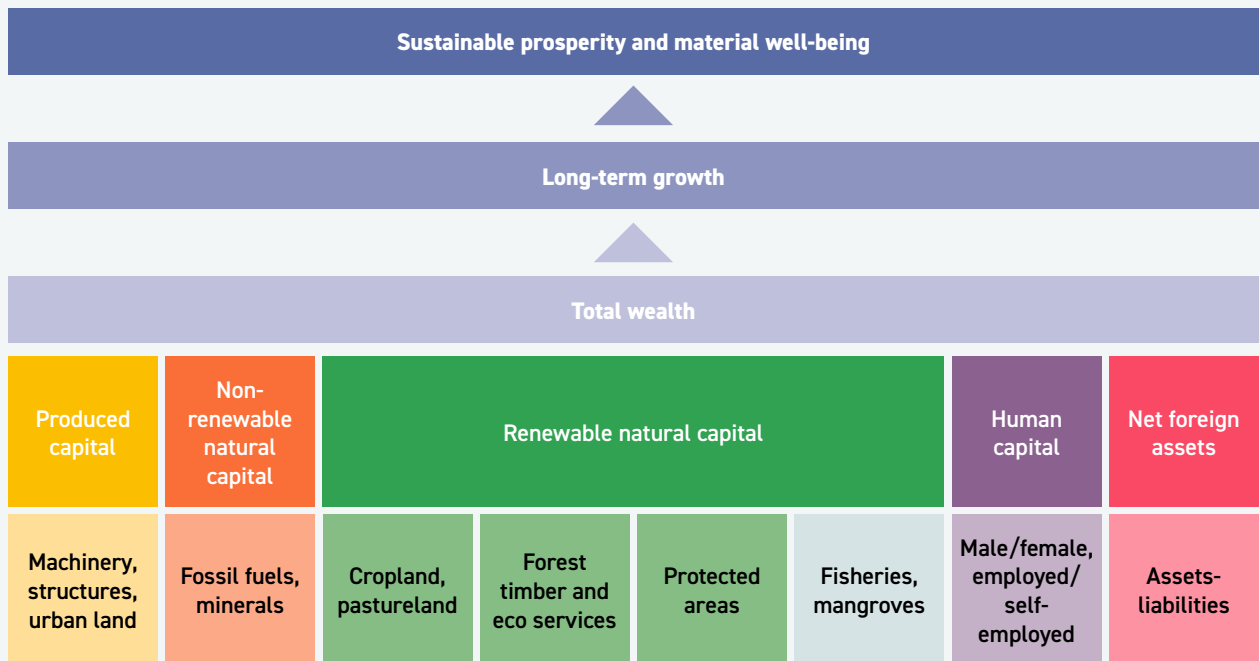 Sustainable prosperity and material well-being
Long-term growth
Total wealth
Produced
capital
Non-
renewable
natural
capital
Renewable natural capital
Human
capital
Net foreign
assets
Machinery,
structures,
urban land
Fossil fuels,
minerals
Cropland,
pastureland
Forest
timber and
eco services
Protected
areas
Fisheries,
mangroves
Male/female,
employed/
self-
employed
Assets-
liabilities